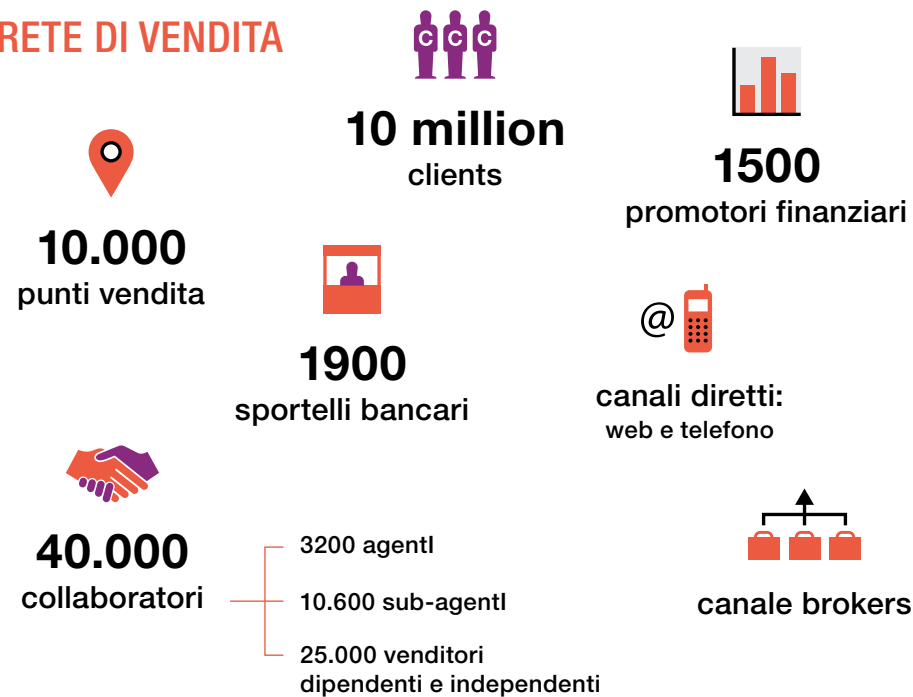 RETE DI VENDITA
C C C
10 million
clients
1500
promotori finanziari
10.000
punti vendita
1900
sportelli bancari
@
canali diretti:
web e telefono
40.000
collaboratori
3200 agentI
10.600 sub-agentI
25.000 venditori
dipendenti e independenti
canale brokers